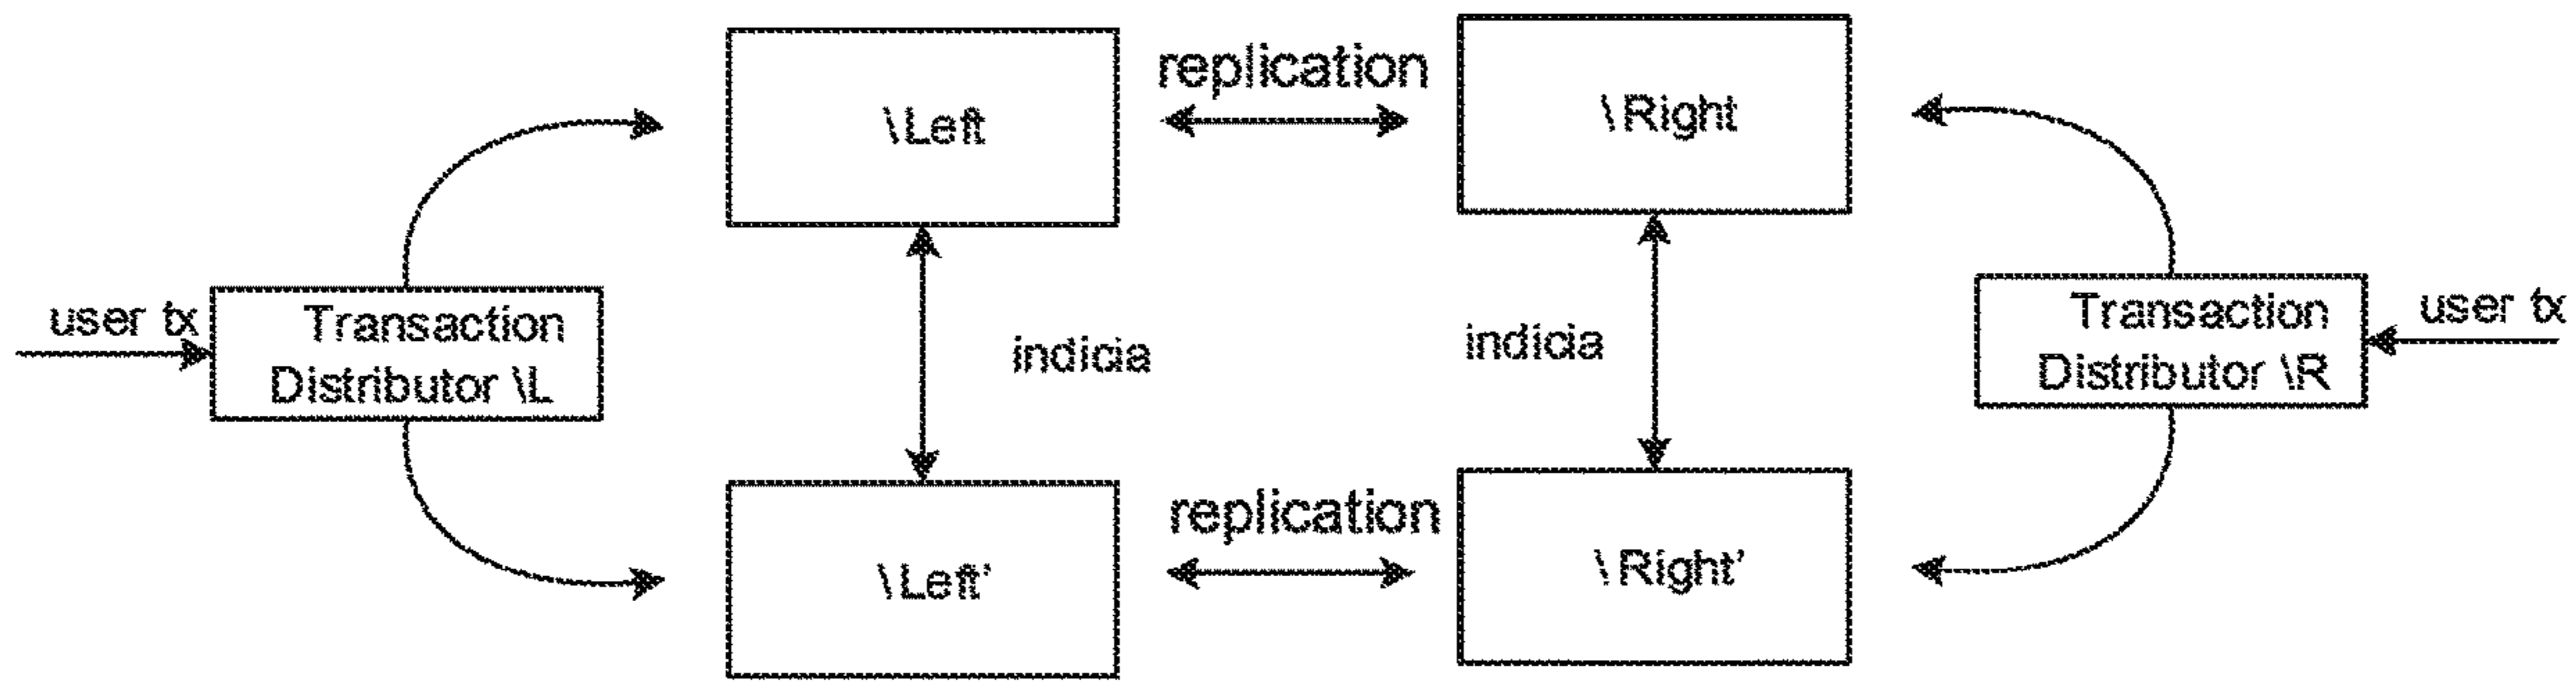 replication
\Left
\Right
user tx
Transaction
Distributor \L
indicia
indicia
Transaction
Distributor \R
user tx
replication
\Left'
\Right'